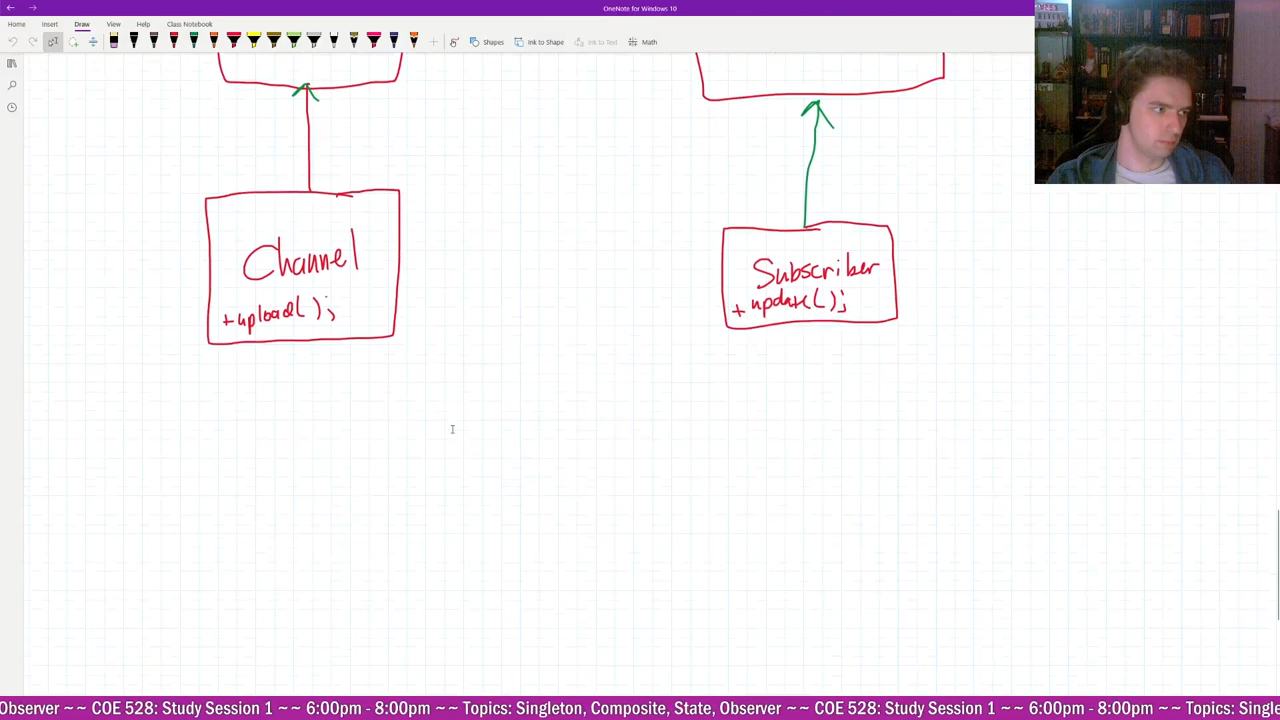 OneNote for Windows 10
Home Insert Draw View Help Class Notebook
Shapes Ink to Shape Ink to Text Math
Channel
+upload();
Subscriber
+update();
Observer ~~ COE 528: Study Session 1 ~~ 6:00pm - 8:00pm ~~ Topics: Singleton, Composite, State, Observer ~~ COE 528: Study Session 1 ~~ 6:00pm - 8:00pm ~~ Topics: Single